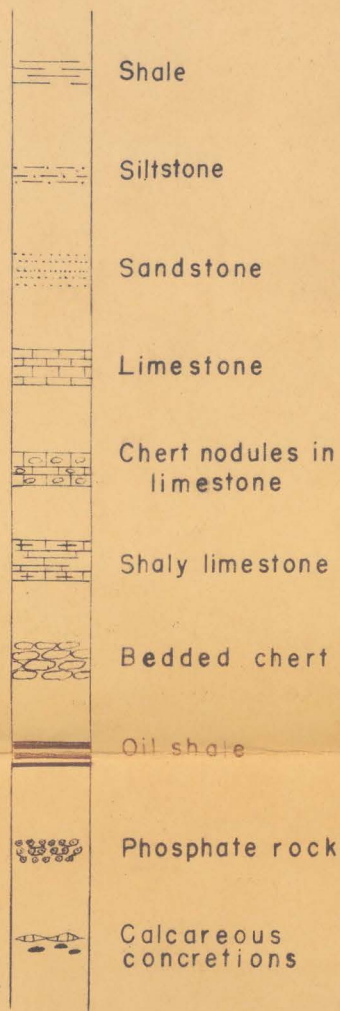 Shale
Siltstone
Sandstone
Limestone
Chert nodules in
limestone
Shaly limestone
Bedded chert
Oil shale
Phosphate rock
Calcareous
concretions